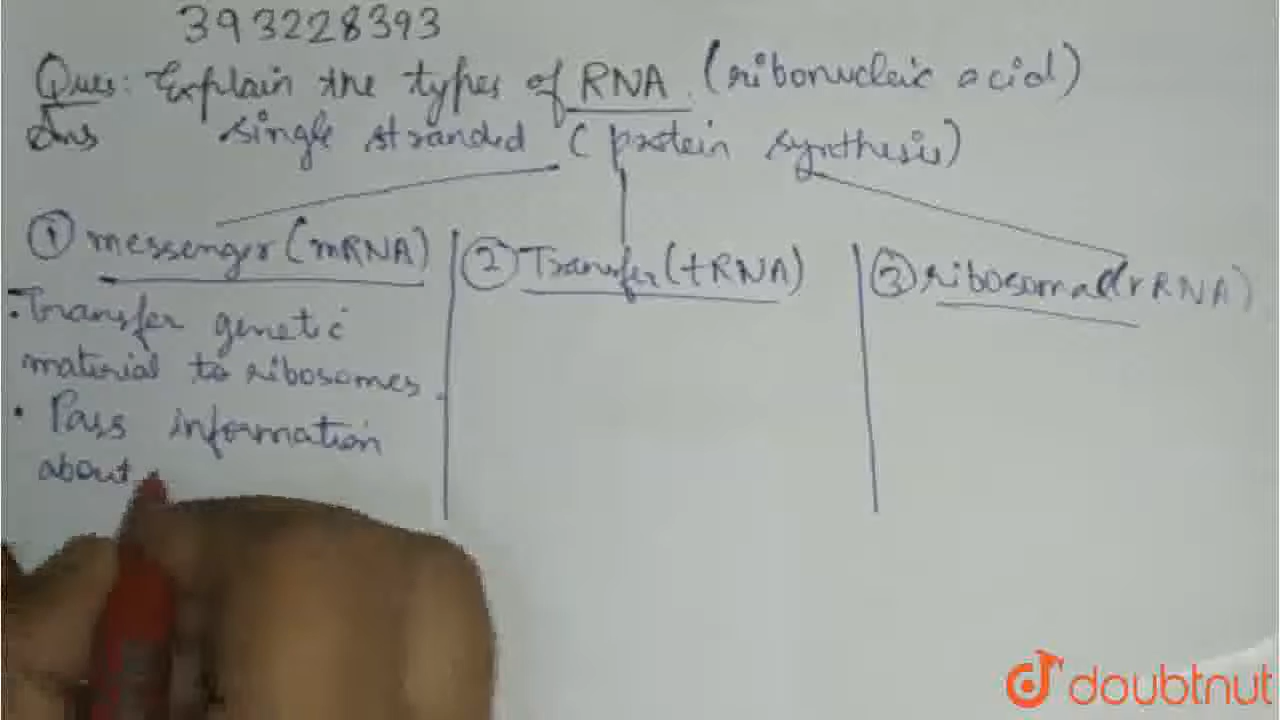 393228393
Ques: Explain the types of RNA. (ribonucleic acid)
Ans single stranded (protein synthesis)
① messenger (mRNA)
② Transfer (tRNA)
③ ribosomal (rRNA)
• Transfer genetic
material to ribosomes.
• Pass information
about
doubtnut